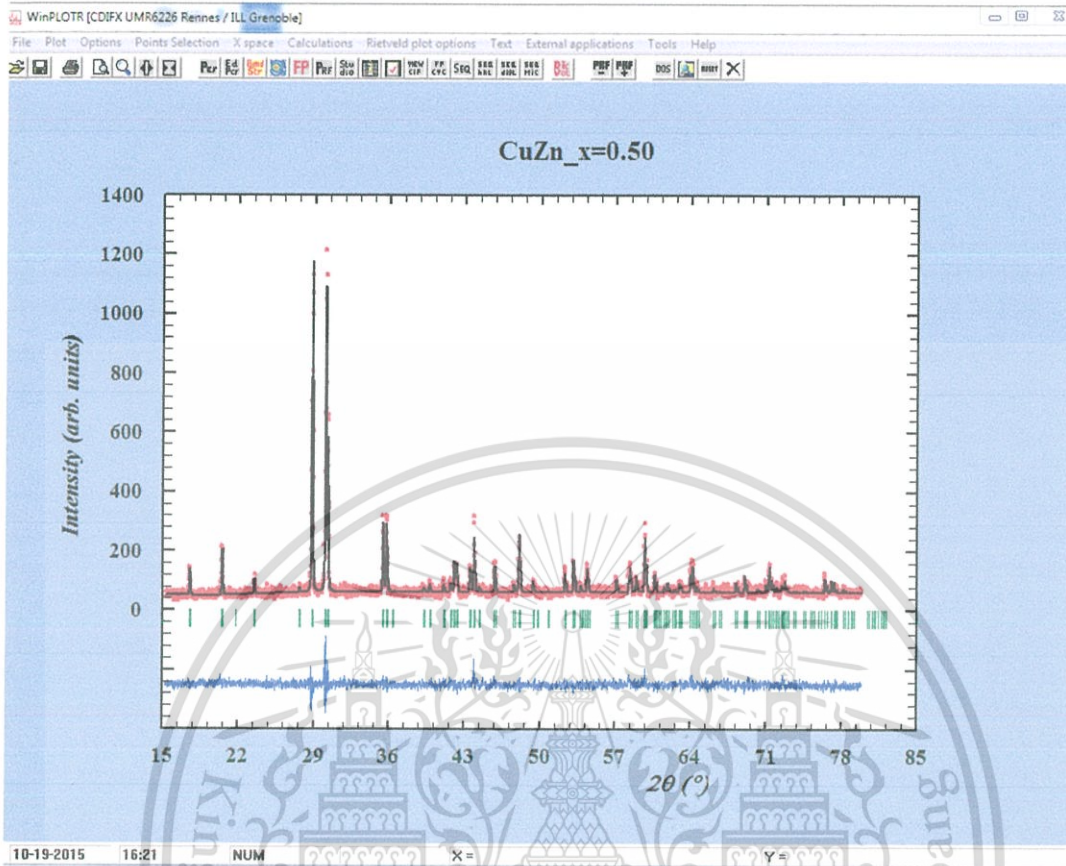 WinPLOTR [CDIFX UMR6226 Rennes / ILL Grenoble]
File Plot Options Points Selection X space Calculations Rietveld plot options Text External applications Tools Help
CuZn_x=0.50
1400
1200
1000
800
600
400
200
0
Intensity (arb. units)
15 22 29 36 43 50 57 64 71 78 85
2θ (°)
10-19-2015 16:21 NUM X = Y =